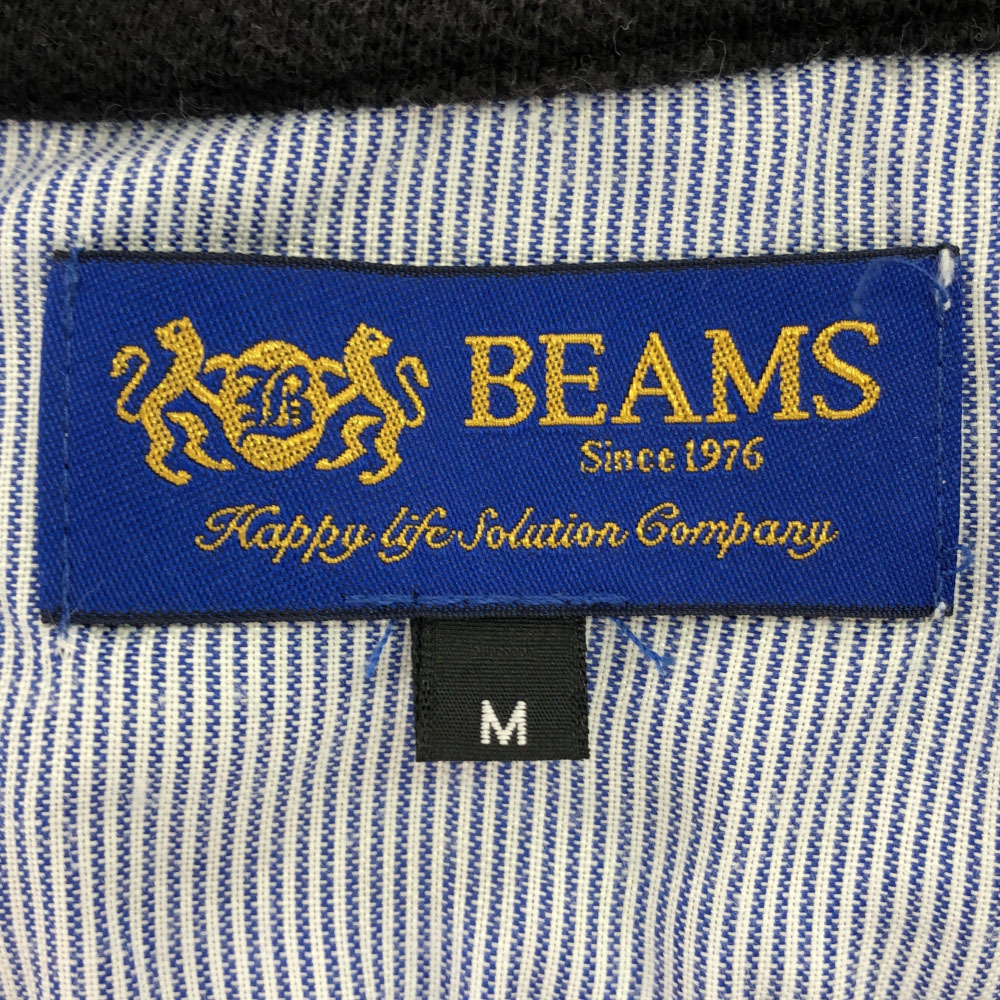 B
BEAMS
Since 1976
Happy life Solution Company
M